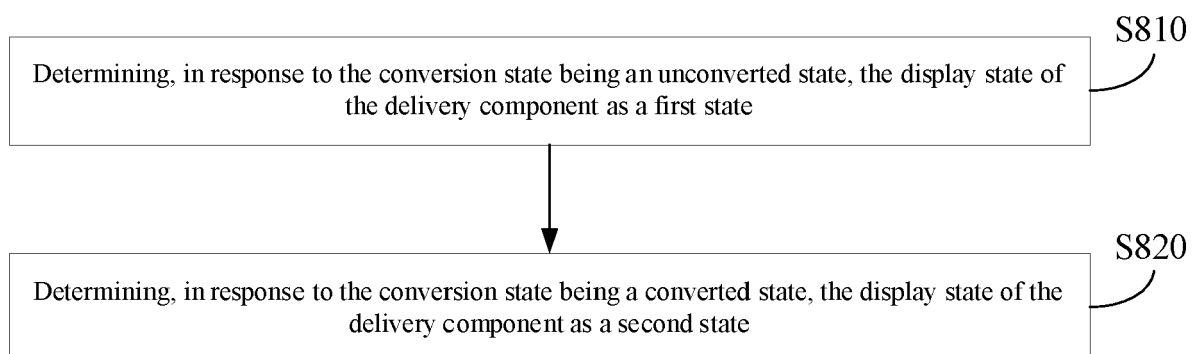 S810
Determining, in response to the conversion state being an unconverted state, the display state of
the delivery component as a first state
S820
Determining, in response to the conversion state being a converted state, the display state of the
delivery component as a second state